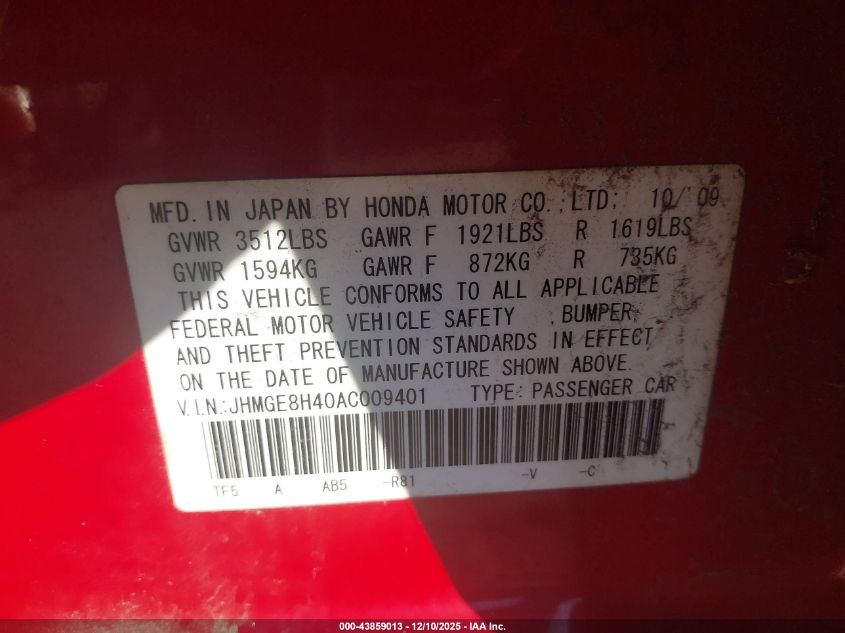 MFD. IN JAPAN BY HONDA MOTOR CO., LTD: 10/'09
GVWR 3512LBS GAWR F 1921LBS R 1619LBS
GVWR 1594KG GAWR F 872KG R 735KG
THIS VEHICLE CONFORMS TO ALL APPLICABLE
FEDERAL MOTOR VEHICLE SAFETY , BUMPER,
AND THEFT PREVENTION STANDARDS IN EFFECT
ON THE DATE OF MANUFACTURE SHOWN ABOVE.
V.I.N.: JHMGE8H40AC009401 TYPE: PASSENGER CAR
TF5 A AB5 -R81 -V -C
000-43859013 - 12/10/2025 - IAA Inc.